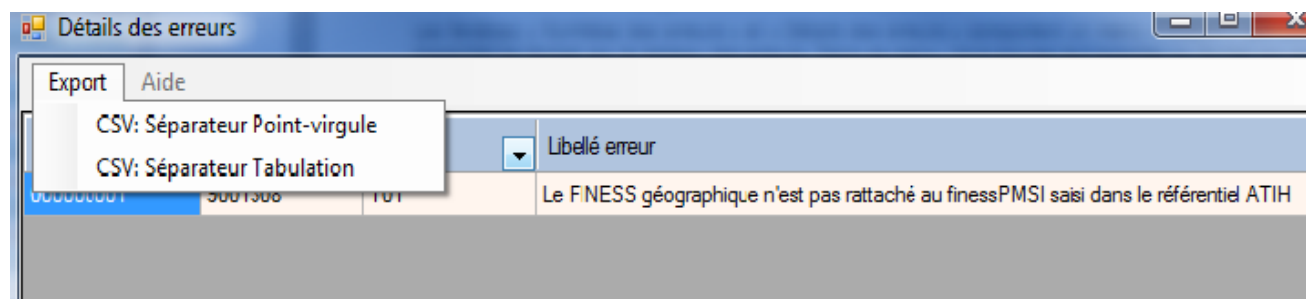 Détails des erreurs
Export Aide
CSV: Séparateur Point-virgule
CSV: Séparateur Tabulation
Libellé erreur
Le FINESS géographique n'est pas rattaché au finessPMSI saisi dans le référentiel ATIH